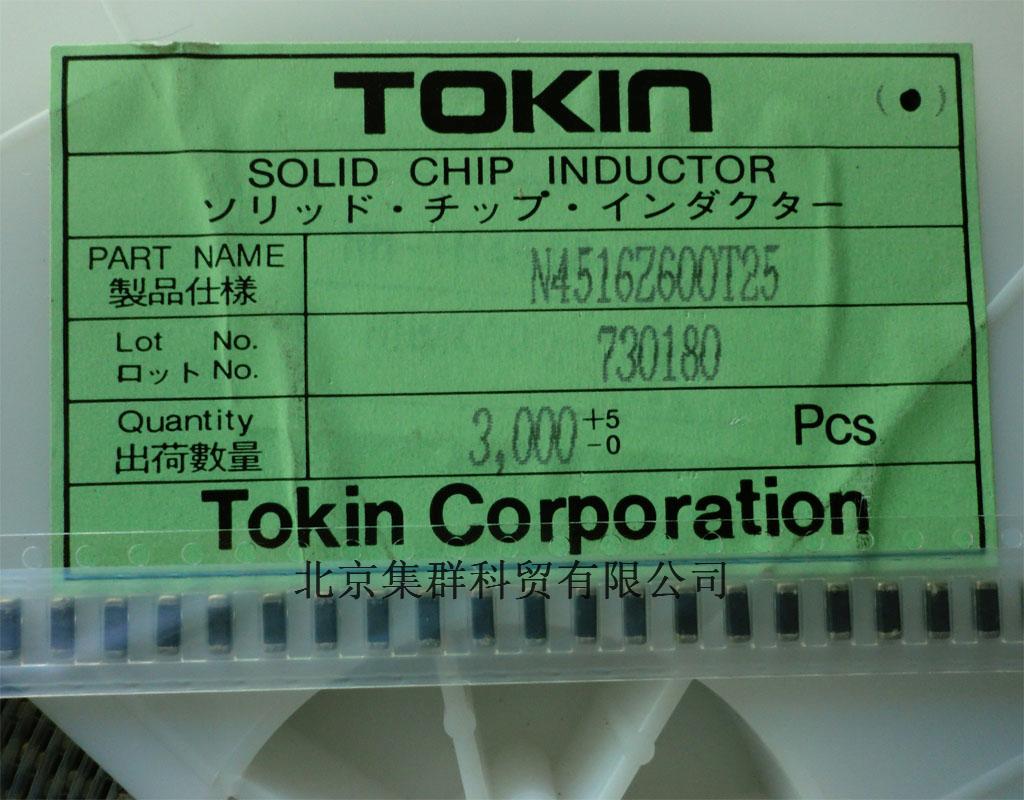 TOKIN
(●)
SOLID CHIP INDUCTOR
ソリッド・チップ・インダクター
PART NAME
製品仕様
N4516Z600T25
Lot No.
ロット No.
730180
Quantity
出荷數量
3,000 +5 -0 Pcs
Tokin Corporation
北京集群科贸有限公司